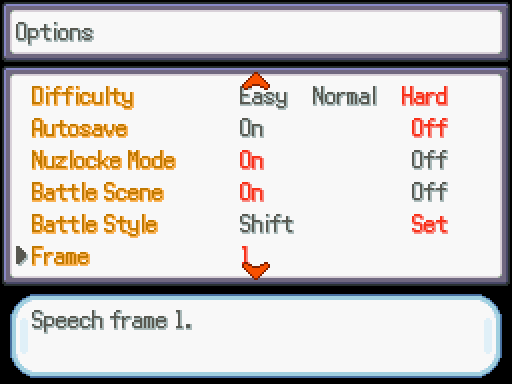 Options
Difficulty Easy Normal Hard
Autosave On Off
Nuzlocke Mode On Off
Battle Scene On Off
Battle Style Shift Set
Frame 1
Speech frame 1.